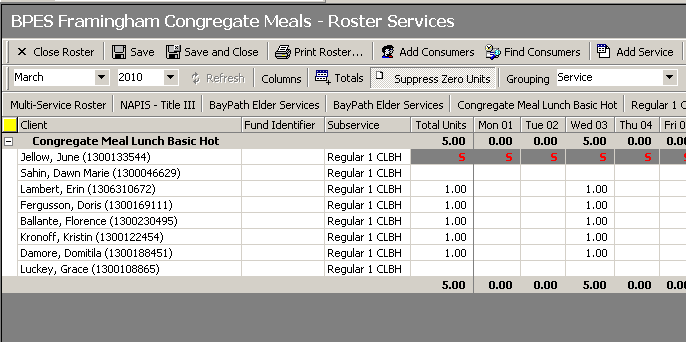 BPES Framingham Congregate Meals - Roster Services
Close Roster Save Save and Close Print Roster... Add Consumers Find Consumers Add Service
March 2010 Refresh Columns Totals Suppress Zero Units Grouping Service
Multi-Service Roster NAPIS - Title III BayPath Elder Services BayPath Elder Services Congregate Meal Lunch Basic Hot Regular 1 C
Client Fund Identifier Subservice Total Units Mon 01 Tue 02 Wed 03 Thu 04 Fri 0
Congregate Meal Lunch Basic Hot 5.00 0.00 0.00 5.00 0.00 0.0
Jellow, June (1300133544) Regular 1 CLBH S S S S S S
Sahin, Dawn Marie (1300046629) Regular 1 CLBH
Lambert, Erin (1306310672) Regular 1 CLBH 1.00 1.00
Fergusson, Doris (1300169111) Regular 1 CLBH 1.00 1.00
Ballante, Florence (1300230495) Regular 1 CLBH 1.00 1.00
Kronoff, Kristin (1300122454) Regular 1 CLBH 1.00 1.00
Damore, Domitila (1300188451) Regular 1 CLBH 1.00 1.00
Luckey, Grace (1300108865) Regular 1 CLBH
5.00 0.00 0.00 5.00 0.00 0.0